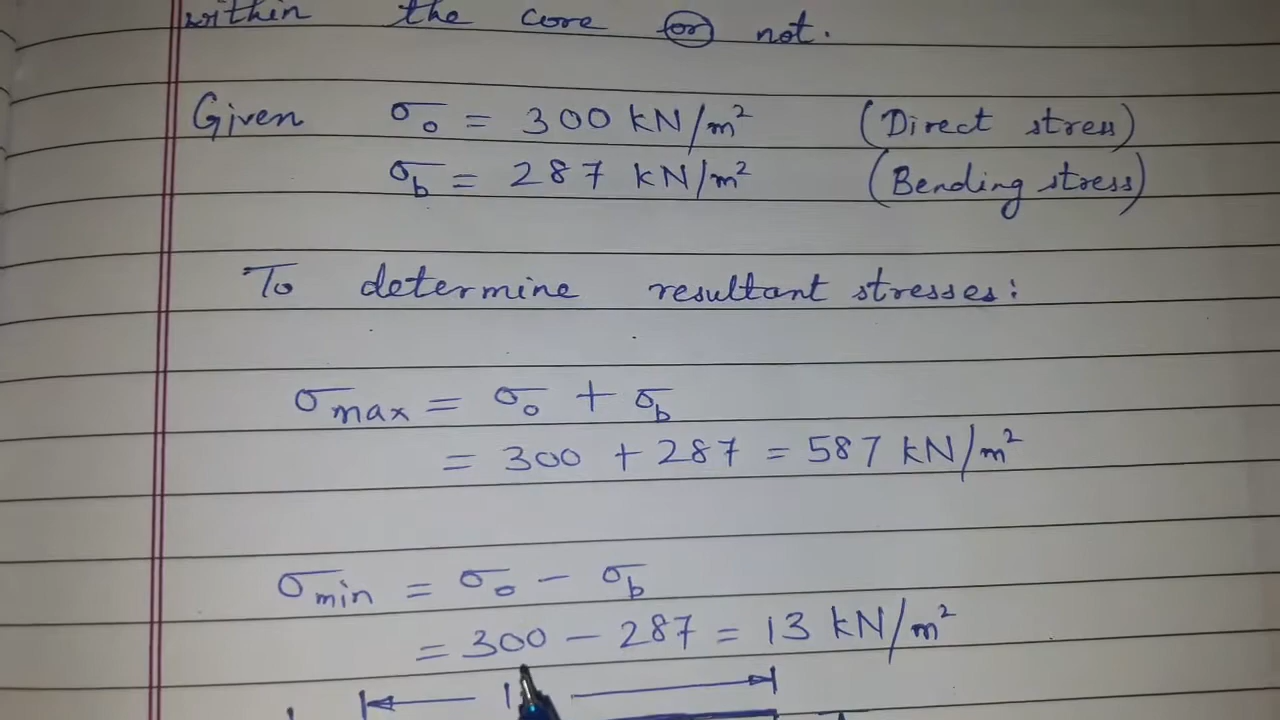 within the core or not.
Given σ₀ = 300 kN/m² (Direct stress)
σb = 287 kN/m² (Bending stress)
To determine resultant stresses:
σmax = σ₀ + σb
= 300 + 287 = 587 kN/m²
σmin = σ₀ - σb
= 300 - 287 = 13 kN/m²